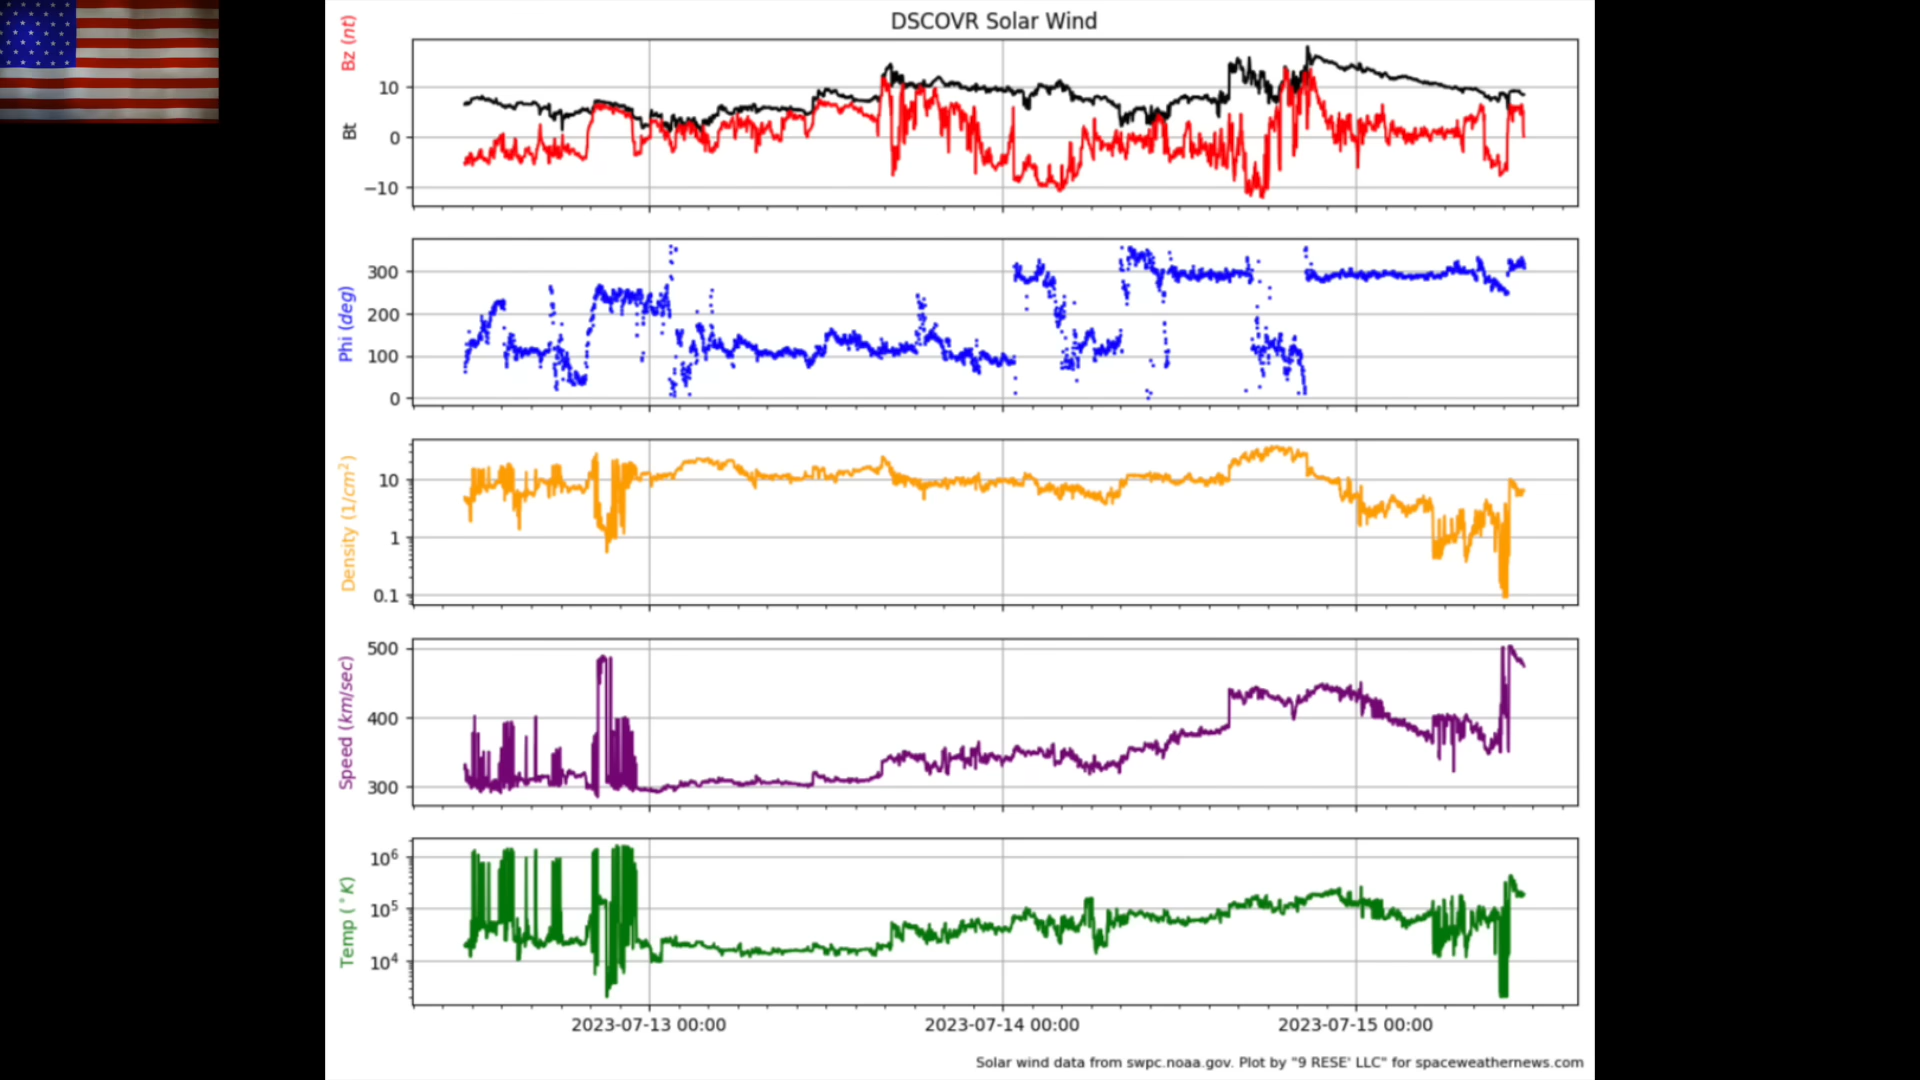 DSCOVR Solar Wind
Bz (nt)
Bt
10
0
−10
Phi (deg)
300
200
100
0
Density (1/cm²)
10
1
0.1
Speed (km/sec)
500
400
300
Temp (°K)
10⁶
10⁵
10⁴
2023-07-13 00:00
2023-07-14 00:00
2023-07-15 00:00
Solar wind data from swpc.noaa.gov. Plot by "9 RESE' LLC" for spaceweathernews.com